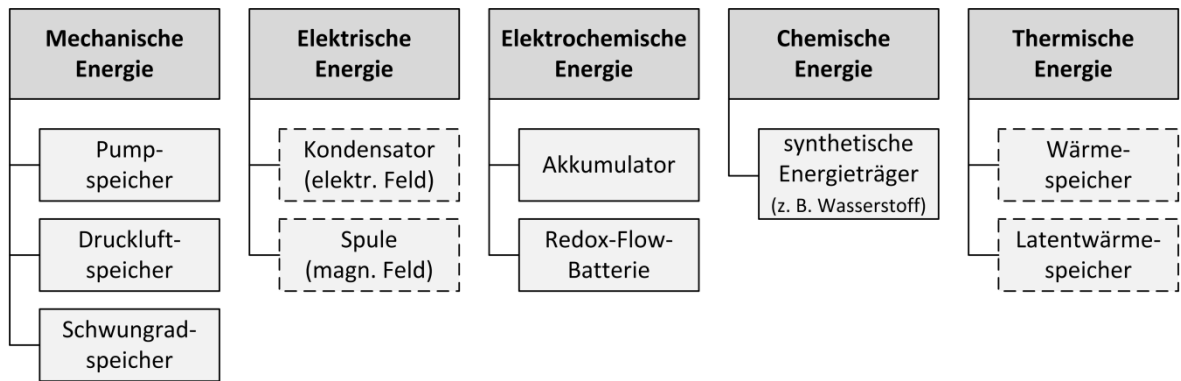 Mechanische
Energie
Pump-
speicher
Druckluft-
speicher
Schwungrad-
speicher
Elektrische
Energie
Kondensator
(elektr. Feld)
Spule
(magn. Feld)
Elektrochemische
Energie
Akkumulator
Redox-Flow-
Batterie
Chemische
Energie
synthetische
Energieträger
(z. B. Wasserstoff)
Thermische
Energie
Wärme-
speicher
Latentwärme-
speicher